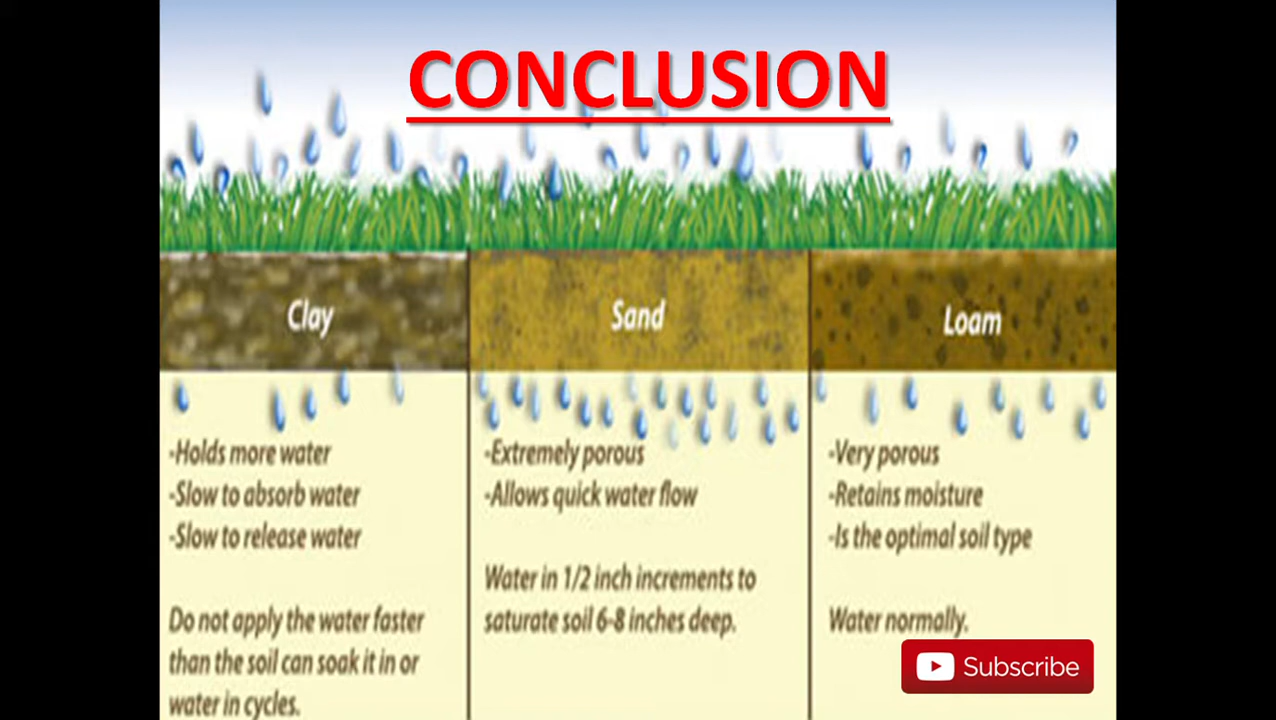 CONCLUSION
Clay
-Holds more water
-Slow to absorb water
-Slow to release water
Do not apply the water faster
than the soil can soak it in or
water in cycles.
Sand
-Extremely porous
-Allows quick water flow
Water in 1/2 inch increments to
saturate soil 6-8 inches deep.
Loam
-Very porous
-Retains moisture
-Is the optimal soil type
Water normally.
Subscribe